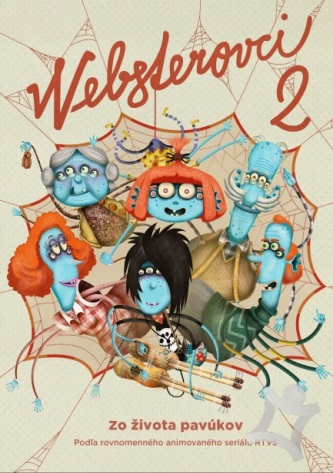 Websterovci
2
Zo života pavúkov
Podľa rovnomenného animovaného seriálu RTVS